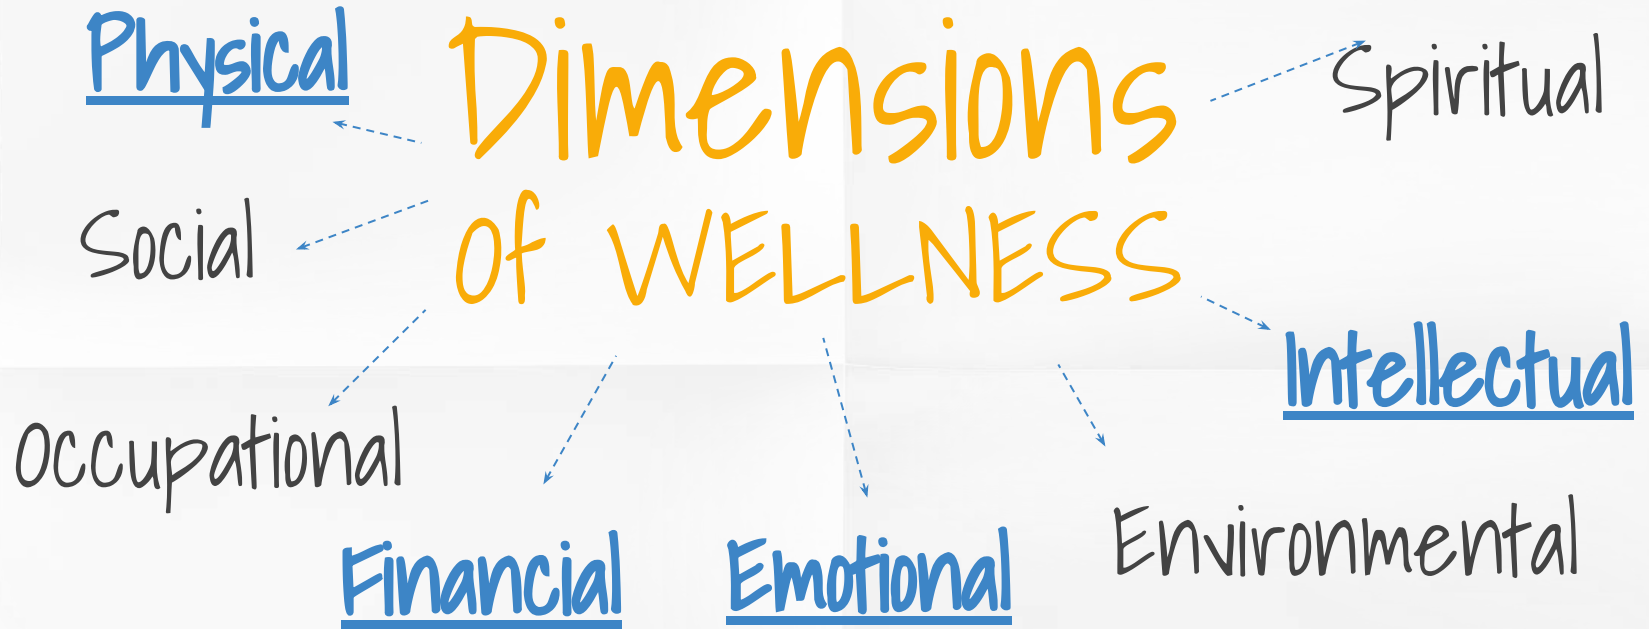 Physical
Dimensions
Spiritual
Social
of WELLNESS
Intellectual
Occupational
Environmental
Financial
Emotional